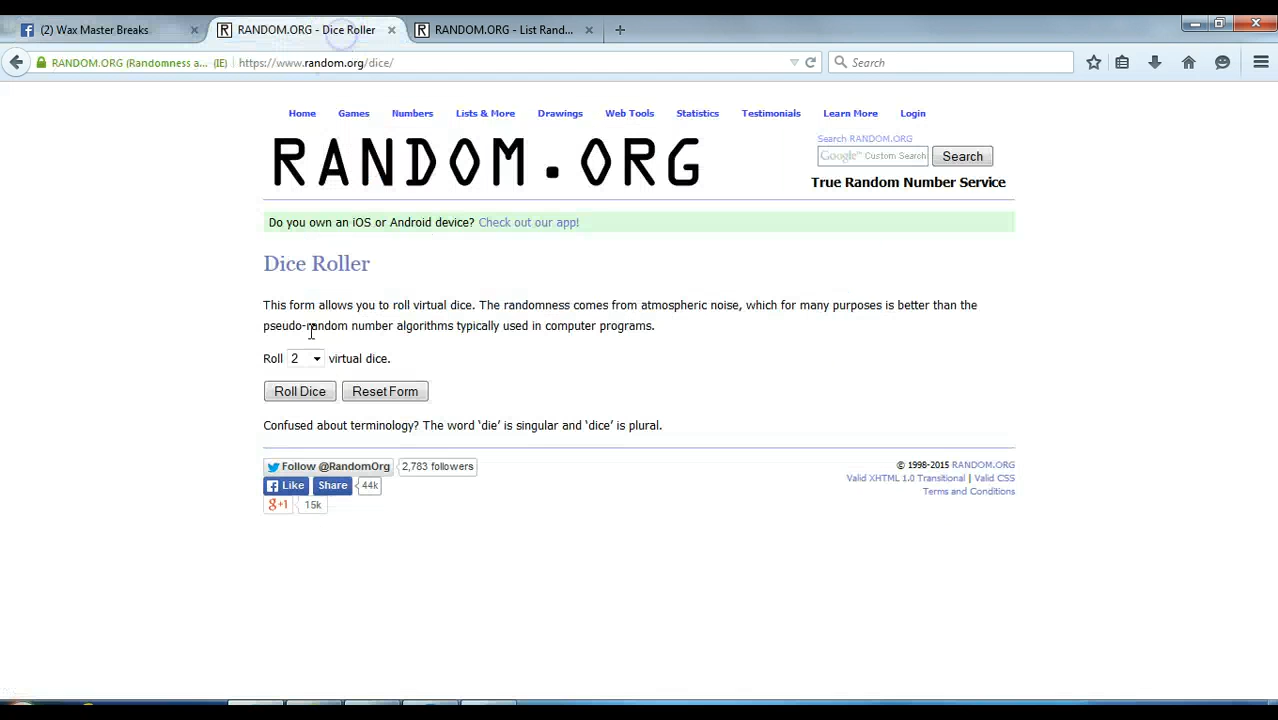 (2) Wax Master Breaks
RANDOM.ORG - Dice Roller
RANDOM.ORG - List Rand...
RANDOM.ORG (Randomness a... (IE)
https://www.random.org/dice/
Search
Home Games Numbers Lists & More Drawings Web Tools Statistics Testimonials Learn More Login
RANDOM.ORG
Search RANDOM.ORG
Google™ Custom Search
Search
True Random Number Service
Do you own an iOS or Android device? Check out our app!
Dice Roller
This form allows you to roll virtual dice. The randomness comes from atmospheric noise, which for many purposes is better than the
pseudo-random number algorithms typically used in computer programs.
Roll 2 virtual dice.
Roll Dice Reset Form
Confused about terminology? The word ‘die’ is singular and ‘dice’ is plural.
Follow @RandomOrg 2,783 followers
Like Share 44k
g+1 15k
© 1998-2015 RANDOM.ORG
Valid XHTML 1.0 Transitional | Valid CSS
Terms and Conditions